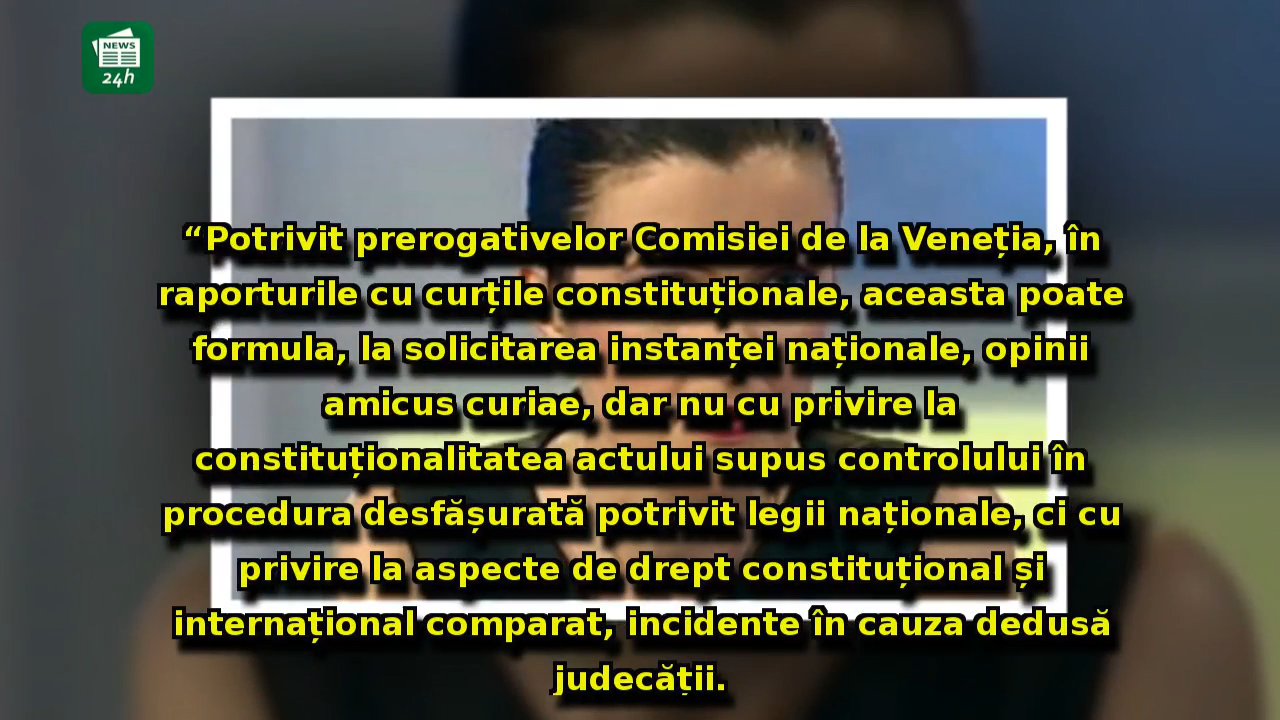 NEWS
24h
“Potrivit prerogativelor Comisiei de la Veneția, în
raporturile cu curțile constituționale, aceasta poate
formula, la solicitarea instanței naționale, opinii
amicus curiae, dar nu cu privire la
constituționalitatea actului supus controlului în
procedura desfășurată potrivit legii naționale, ci cu
privire la aspecte de drept constituțional și
internațional comparat, incidente în cauza dedusă
judecății.